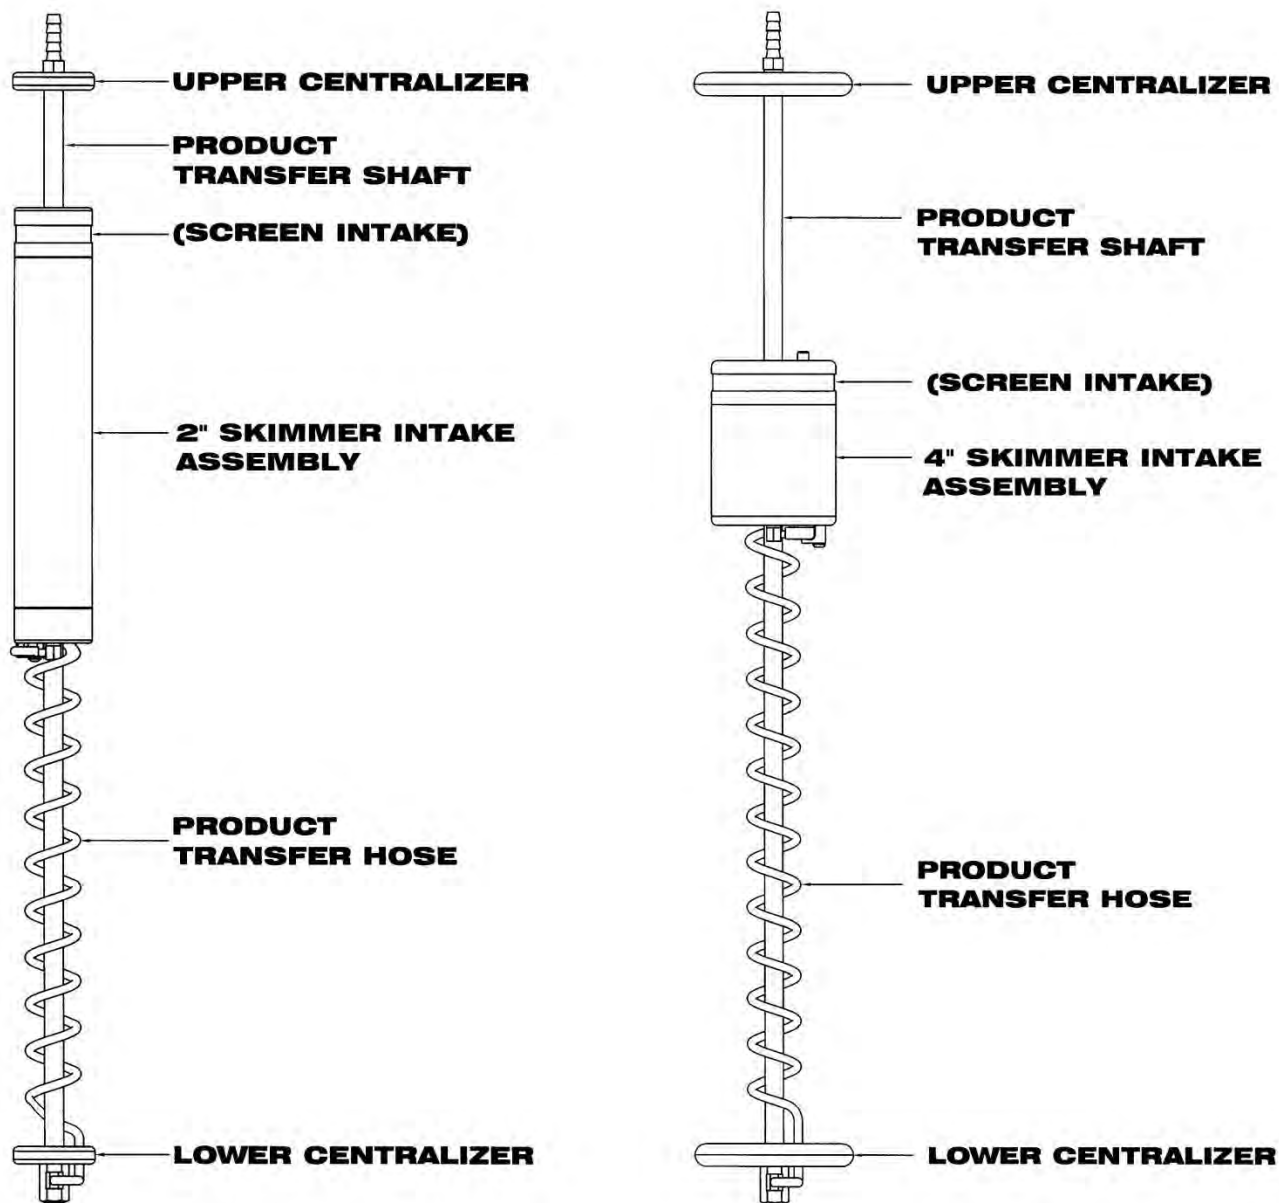 UPPER CENTRALIZER
PRODUCT
TRANSFER SHAFT
(SCREEN INTAKE)
2" SKIMMER INTAKE
ASSEMBLY
PRODUCT
TRANSFER HOSE
LOWER CENTRALIZER
UPPER CENTRALIZER
PRODUCT
TRANSFER SHAFT
(SCREEN INTAKE)
4" SKIMMER INTAKE
ASSEMBLY
PRODUCT
TRANSFER HOSE
LOWER CENTRALIZER